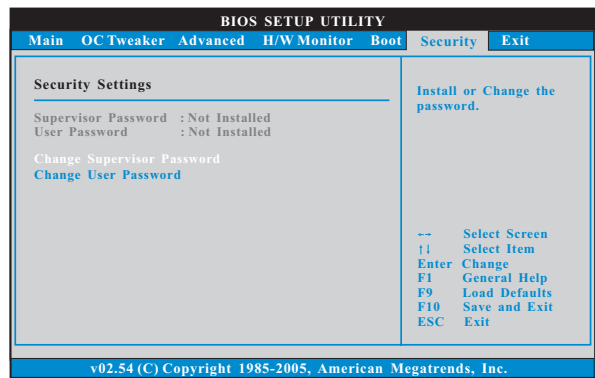 BIOS SETUP UTILITY
Main OC Tweaker Advanced H/W Monitor Boot Security Exit
Security Settings
Supervisor Password : Not Installed
User Password : Not Installed
Change Supervisor Password
Change User Password
Install or Change the
password.
←→ Select Screen
↑↓ Select Item
Enter Change
F1 General Help
F9 Load Defaults
F10 Save and Exit
ESC Exit
v02.54 (C) Copyright 1985-2005, American Megatrends, Inc.